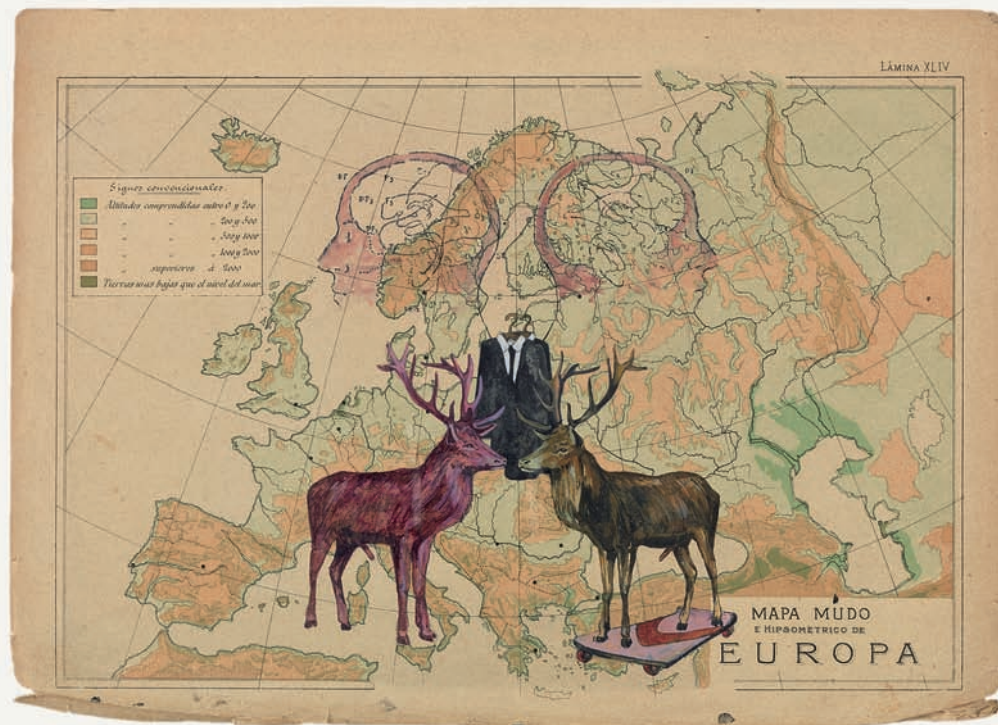 LÁMINA XLIV
Signos convencionales.
Altitudes comprendidas entre 0 y 200
" " " 200 y 500
" " " 500 y 1000
" " " 1000 y 2000
" superiores á 2000
Tierras mas bajas que el nivel del mar
22
MAPA MUDO
E HIPSOMÉTRICO DE
EUROPA